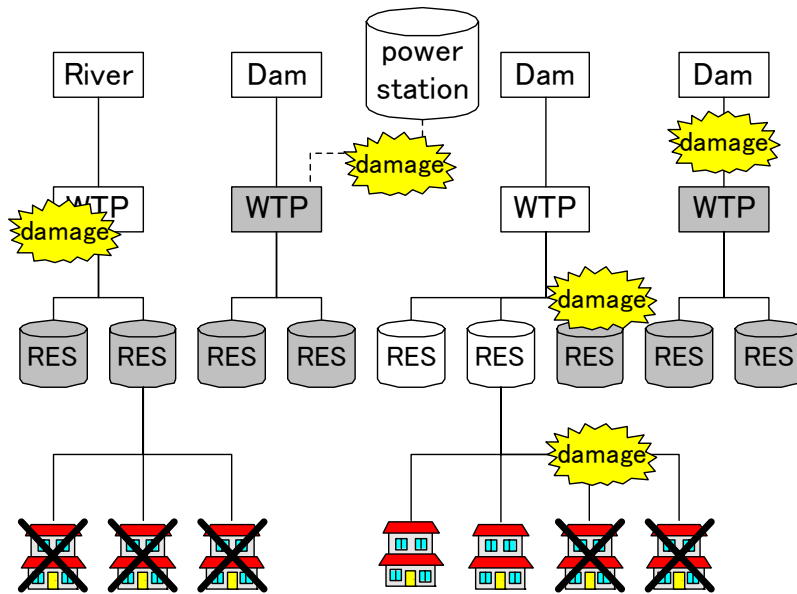 River
Dam
power
station
Dam
Dam
damage
damage
WTP
WTP
WTP
WTP
damage
damage
RES
RES
RES
RES
RES
RES
RES
RES
RES
damage